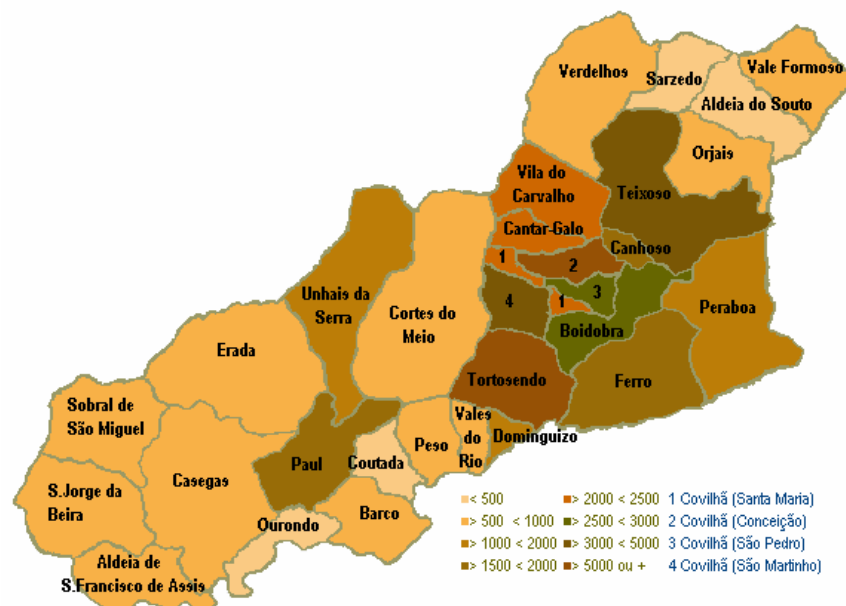 Verdelhos
Sarzedo
Vale Formoso
Aldeia do Souto
Orjais
Vila do
Carvalho
Teixoso
Cantar-Galo
Canhoso
1
2
3
1
4
Unhais da
Serra
Cortes do
Meio
Peraboa
Boidobra
Erada
Tortosendo
Ferro
Sobral de
São Miguel
Vales
do
Rio
Peso
Dominguizo
Paul
Coutada
Casegas
S.Jorge da
Beira
Barco
Ourondo
Aldeia de
S.Francisco de Assis
< 500
> 500 < 1000
> 1000 < 2000
> 1500 < 2000
> 2000 < 2500
> 2500 < 3000
> 3000 < 5000
> 5000 ou +
1 Covilhã (Santa Maria)
2 Covilhã (Conceição)
3 Covilhã (São Pedro)
4 Covilhã (São Martinho)